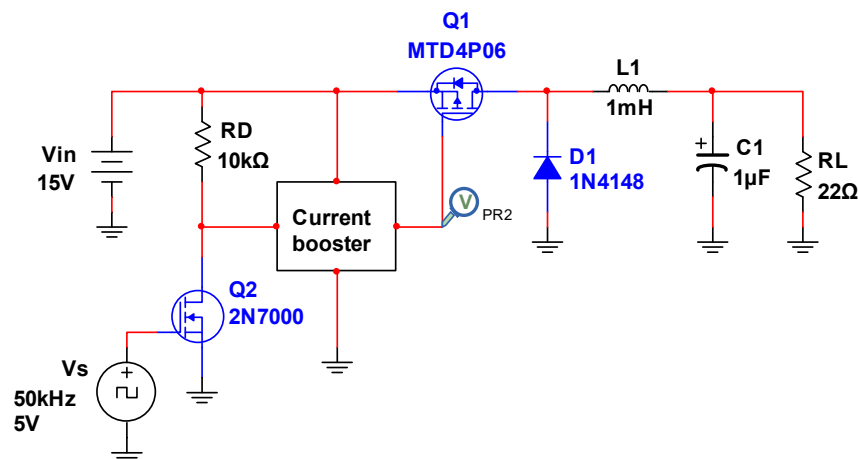 Q1
MTD4P06
L1
1mH
RD
10kΩ
Vin
15V
D1
1N4148
C1
1µF
RL
22Ω
+
Current
booster
V
PR2
Q2
2N7000
Vs
50kHz
5V
+